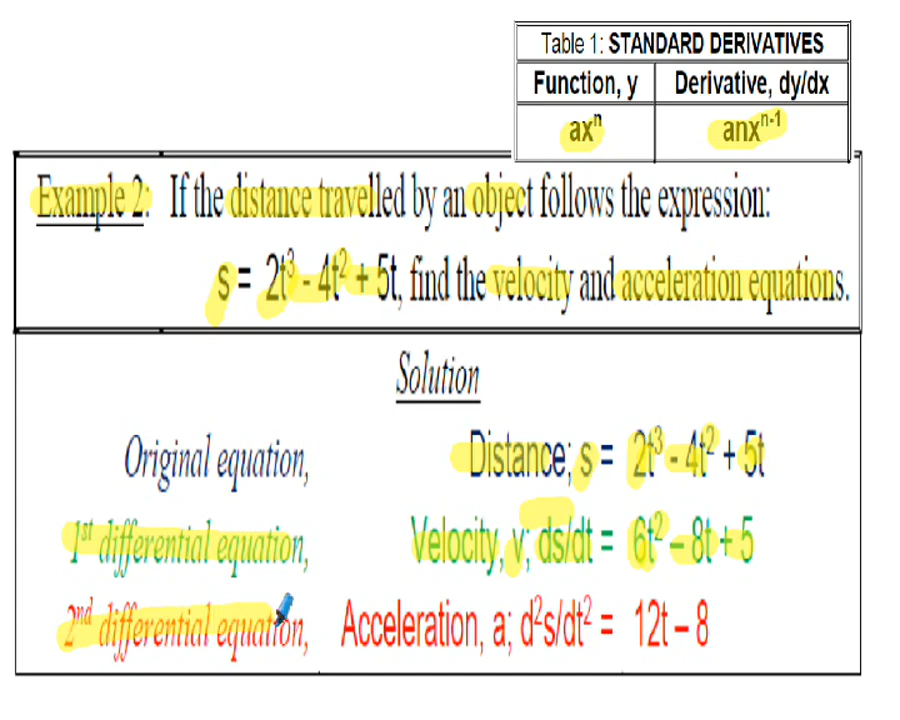 Table 1: STANDARD DERIVATIVES
Function, y Derivative, dy/dx
axⁿ anxⁿ⁻¹
Example 2: If the distance travelled by an object follows the expression:
s = 2t³ - 4t² + 5t, find the velocity and acceleration equations.
Solution
Original equation, Distance; s = 2t³ - 4t² + 5t
1ˢᵗ differential equation, Velocity, v; ds/dt = 6t² – 8t + 5
2ⁿᵈ differential equation, Acceleration, a; d²s/dt² = 12t – 8